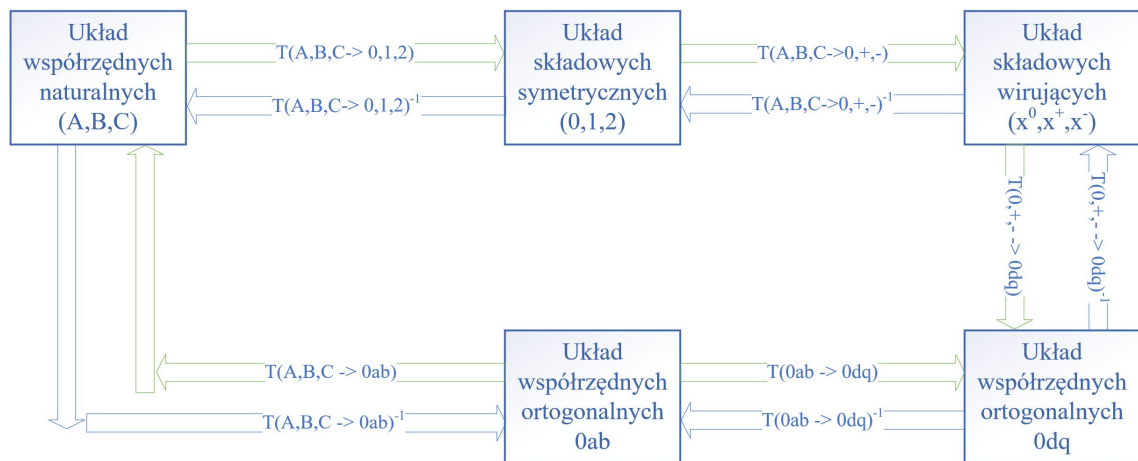 Układ
współrzędnych
naturalnych
(A,B,C)
T(A,B,C->0,1,2)
T(A,B,C-> 0,1,2)⁻¹
Układ
składowych
symetrycznych
(0,1,2)
T(A,B,C->0,+,-)
T(A,B,C->0,+,-)⁻¹
Układ
składowych
wirujących
(x⁰,x⁺,x⁻)
T(0,+,- -> 0dq)
T(0,+,- -> 0dq)⁻¹
T(A,B,C -> 0ab)
T(A,B,C -> 0ab)⁻¹
Układ
współrzędnych
ortogonalnych
0ab
T(0ab -> 0dq)
T(0ab -> 0dq)⁻¹
Układ
współrzędnych
ortogonalnych
0dq